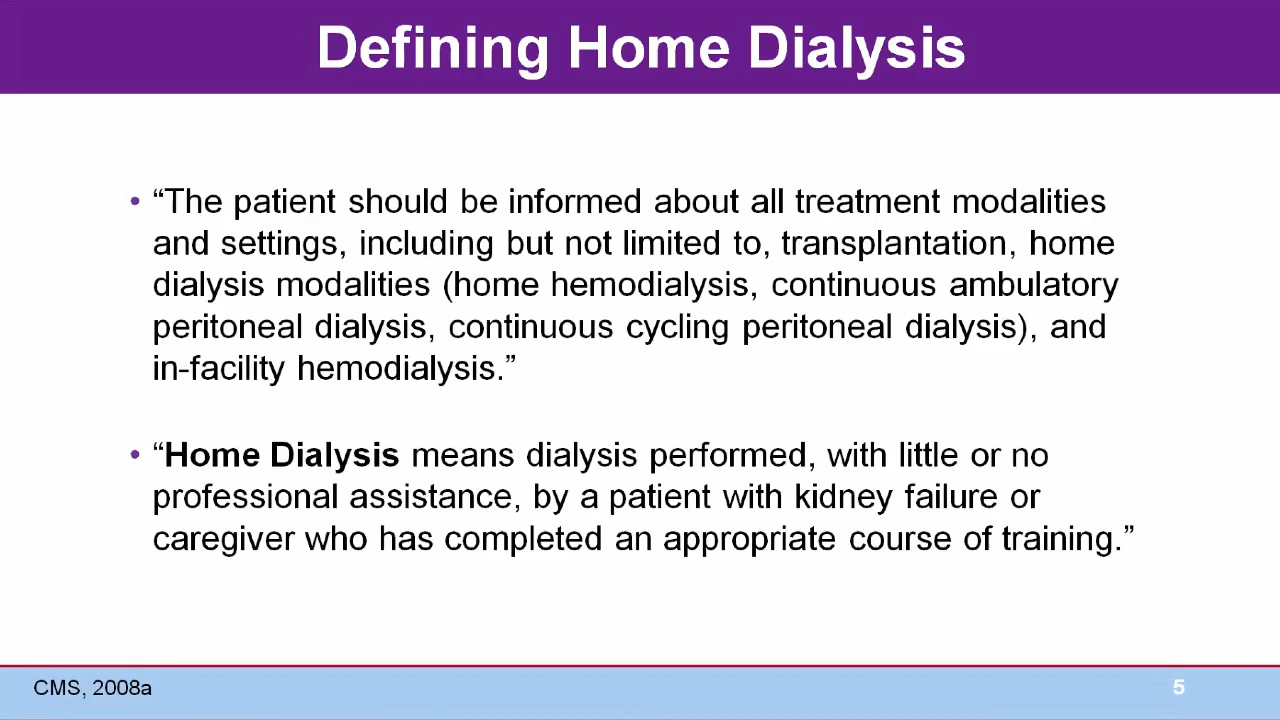 Defining Home Dialysis
• “The patient should be informed about all treatment modalities
and settings, including but not limited to, transplantation, home
dialysis modalities (home hemodialysis, continuous ambulatory
peritoneal dialysis, continuous cycling peritoneal dialysis), and
in-facility hemodialysis.”
• “Home Dialysis means dialysis performed, with little or no
professional assistance, by a patient with kidney failure or
caregiver who has completed an appropriate course of training.”
CMS, 2008a
5